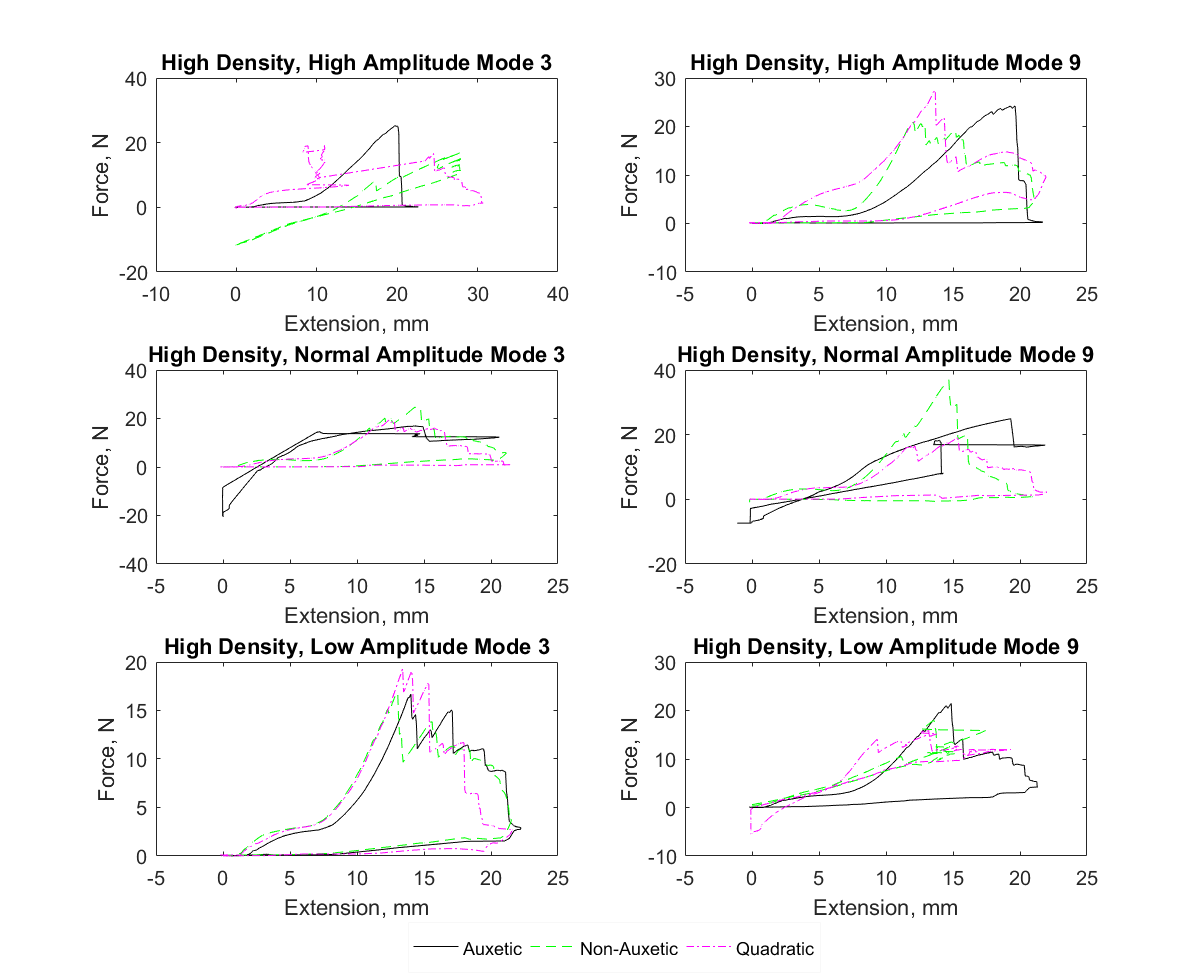 High Density, High Amplitude Mode 3
40
20
0
-20
Force, N
-10 0 10 20 30 40
Extension, mm
High Density, High Amplitude Mode 9
30
20
10
0
-10
Force, N
-5 0 5 10 15 20 25
Extension, mm
High Density, Normal Amplitude Mode 3
40
20
0
-20
-40
Force, N
-5 0 5 10 15 20 25
Extension, mm
High Density, Normal Amplitude Mode 9
40
20
0
-20
Force, N
-5 0 5 10 15 20 25
Extension, mm
High Density, Low Amplitude Mode 3
20
15
10
5
0
Force, N
-5 0 5 10 15 20 25
Extension, mm
High Density, Low Amplitude Mode 9
30
20
10
0
-10
Force, N
-5 0 5 10 15 20 25
Extension, mm
Auxetic Non-Auxetic Quadratic